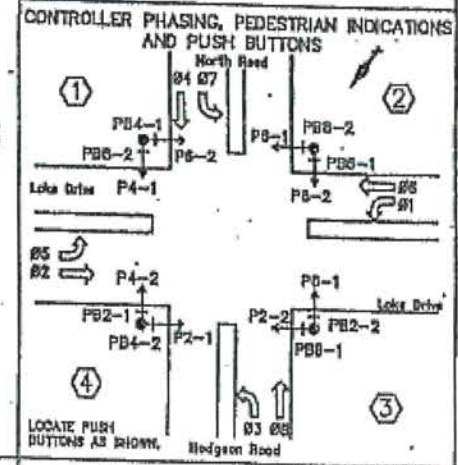 CONTROLLER PHASING, PEDESTRIAN INDICATIONS
AND PUSH BUTTONS
North Road
1
Ø4 Ø7
2
PB4-1
PB6-2
P6-2
P6-1
PB8-2
PB6-1
P4-1
P8-2
Ø6
Ø1
Lake Drive
Ø5
Ø2
P4-2
P8-1
Lake Drive
PB2-1
PB4-2
P2-1
P2-2
PB2-2
PB8-1
4
3
LOCATE PUSH
BUTTONS AS SHOWN.
Ø3 Ø8
Hodgson Road